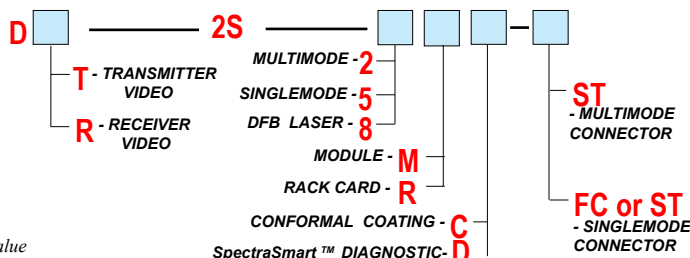 D 2S -
T - TRANSMITTER
VIDEO
R - RECEIVER
VIDEO
MULTIMODE - 2
SINGLEMODE - 5
DFB LASER - 8
MODULE - M
RACK CARD - R
CONFORMAL COATING - C
SpectraSmart ™ DIAGNOSTIC- D
ST
- MULTIMODE
CONNECTOR
FC or ST
- SINGLEMODE
CONNECTOR
alue